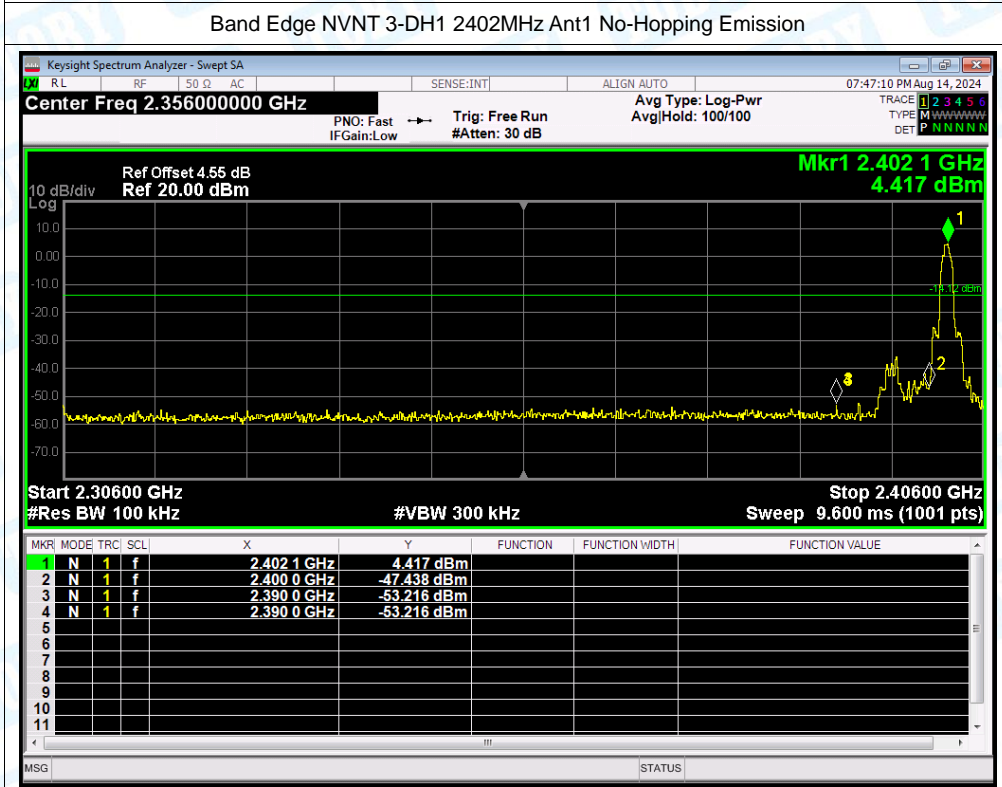 Band Edge NVNT 3-DH1 2402MHz Ant1 No-Hopping Emission
Keysight Spectrum Analyzer - Swept SA
LXI RL RF 50 Ω AC SENSE:INT ALIGN AUTO 07:47:10 PM Aug 14, 2024
Center Freq 2.356000000 GHz
PNO: Fast
IFGain:Low
Trig: Free Run
#Atten: 30 dB
Avg Type: Log-Pwr
Avg|Hold: 100/100
TRACE 1 2 3 4 5 6
TYPE M WWWWW
DET P N N N N N
Ref Offset 4.55 dB
10 dB/div Ref 20.00 dBm
Log
Mkr1 2.402 1 GHz
4.417 dBm
10.0
0.00
-10.0
-20.0
-30.0
-40.0
-50.0
-60.0
-70.0
1
-14.12 dBm
2
Start 2.30600 GHz Stop 2.40600 GHz
#Res BW 100 kHz #VBW 300 kHz Sweep 9.600 ms (1001 pts)
MKR MODE TRC SCL X Y FUNCTION FUNCTION WIDTH FUNCTION VALUE
1 N 1 f 2.402 1 GHz 4.417 dBm
2 N 1 f 2.400 0 GHz -47.438 dBm
3 N 1 f 2.390 0 GHz -53.216 dBm
4 N 1 f 2.390 0 GHz -53.216 dBm
5
6
7
8
9
10
11
MSG STATUS